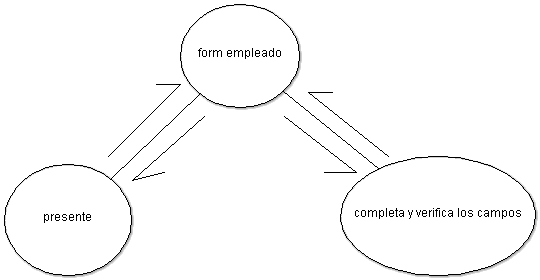 form empleado
presente
completa y verifica los campos